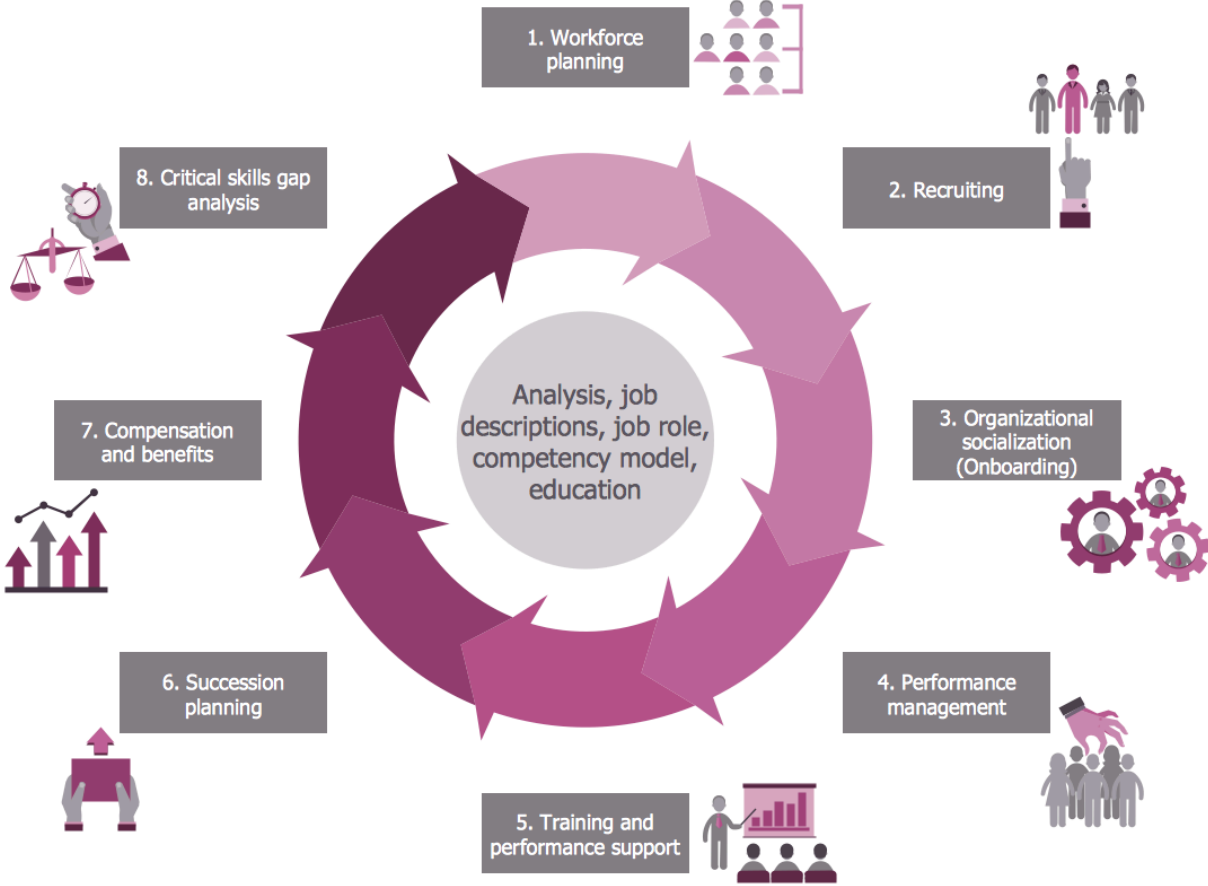 1. Workforce
planning
2. Recruiting
3. Organizational
socialization
(Onboarding)
4. Performance
management
5. Training and
performance support
6. Succession
planning
7. Compensation
and benefits
8. Critical skills gap
analysis
Analysis, job
descriptions, job role,
competency model,
education